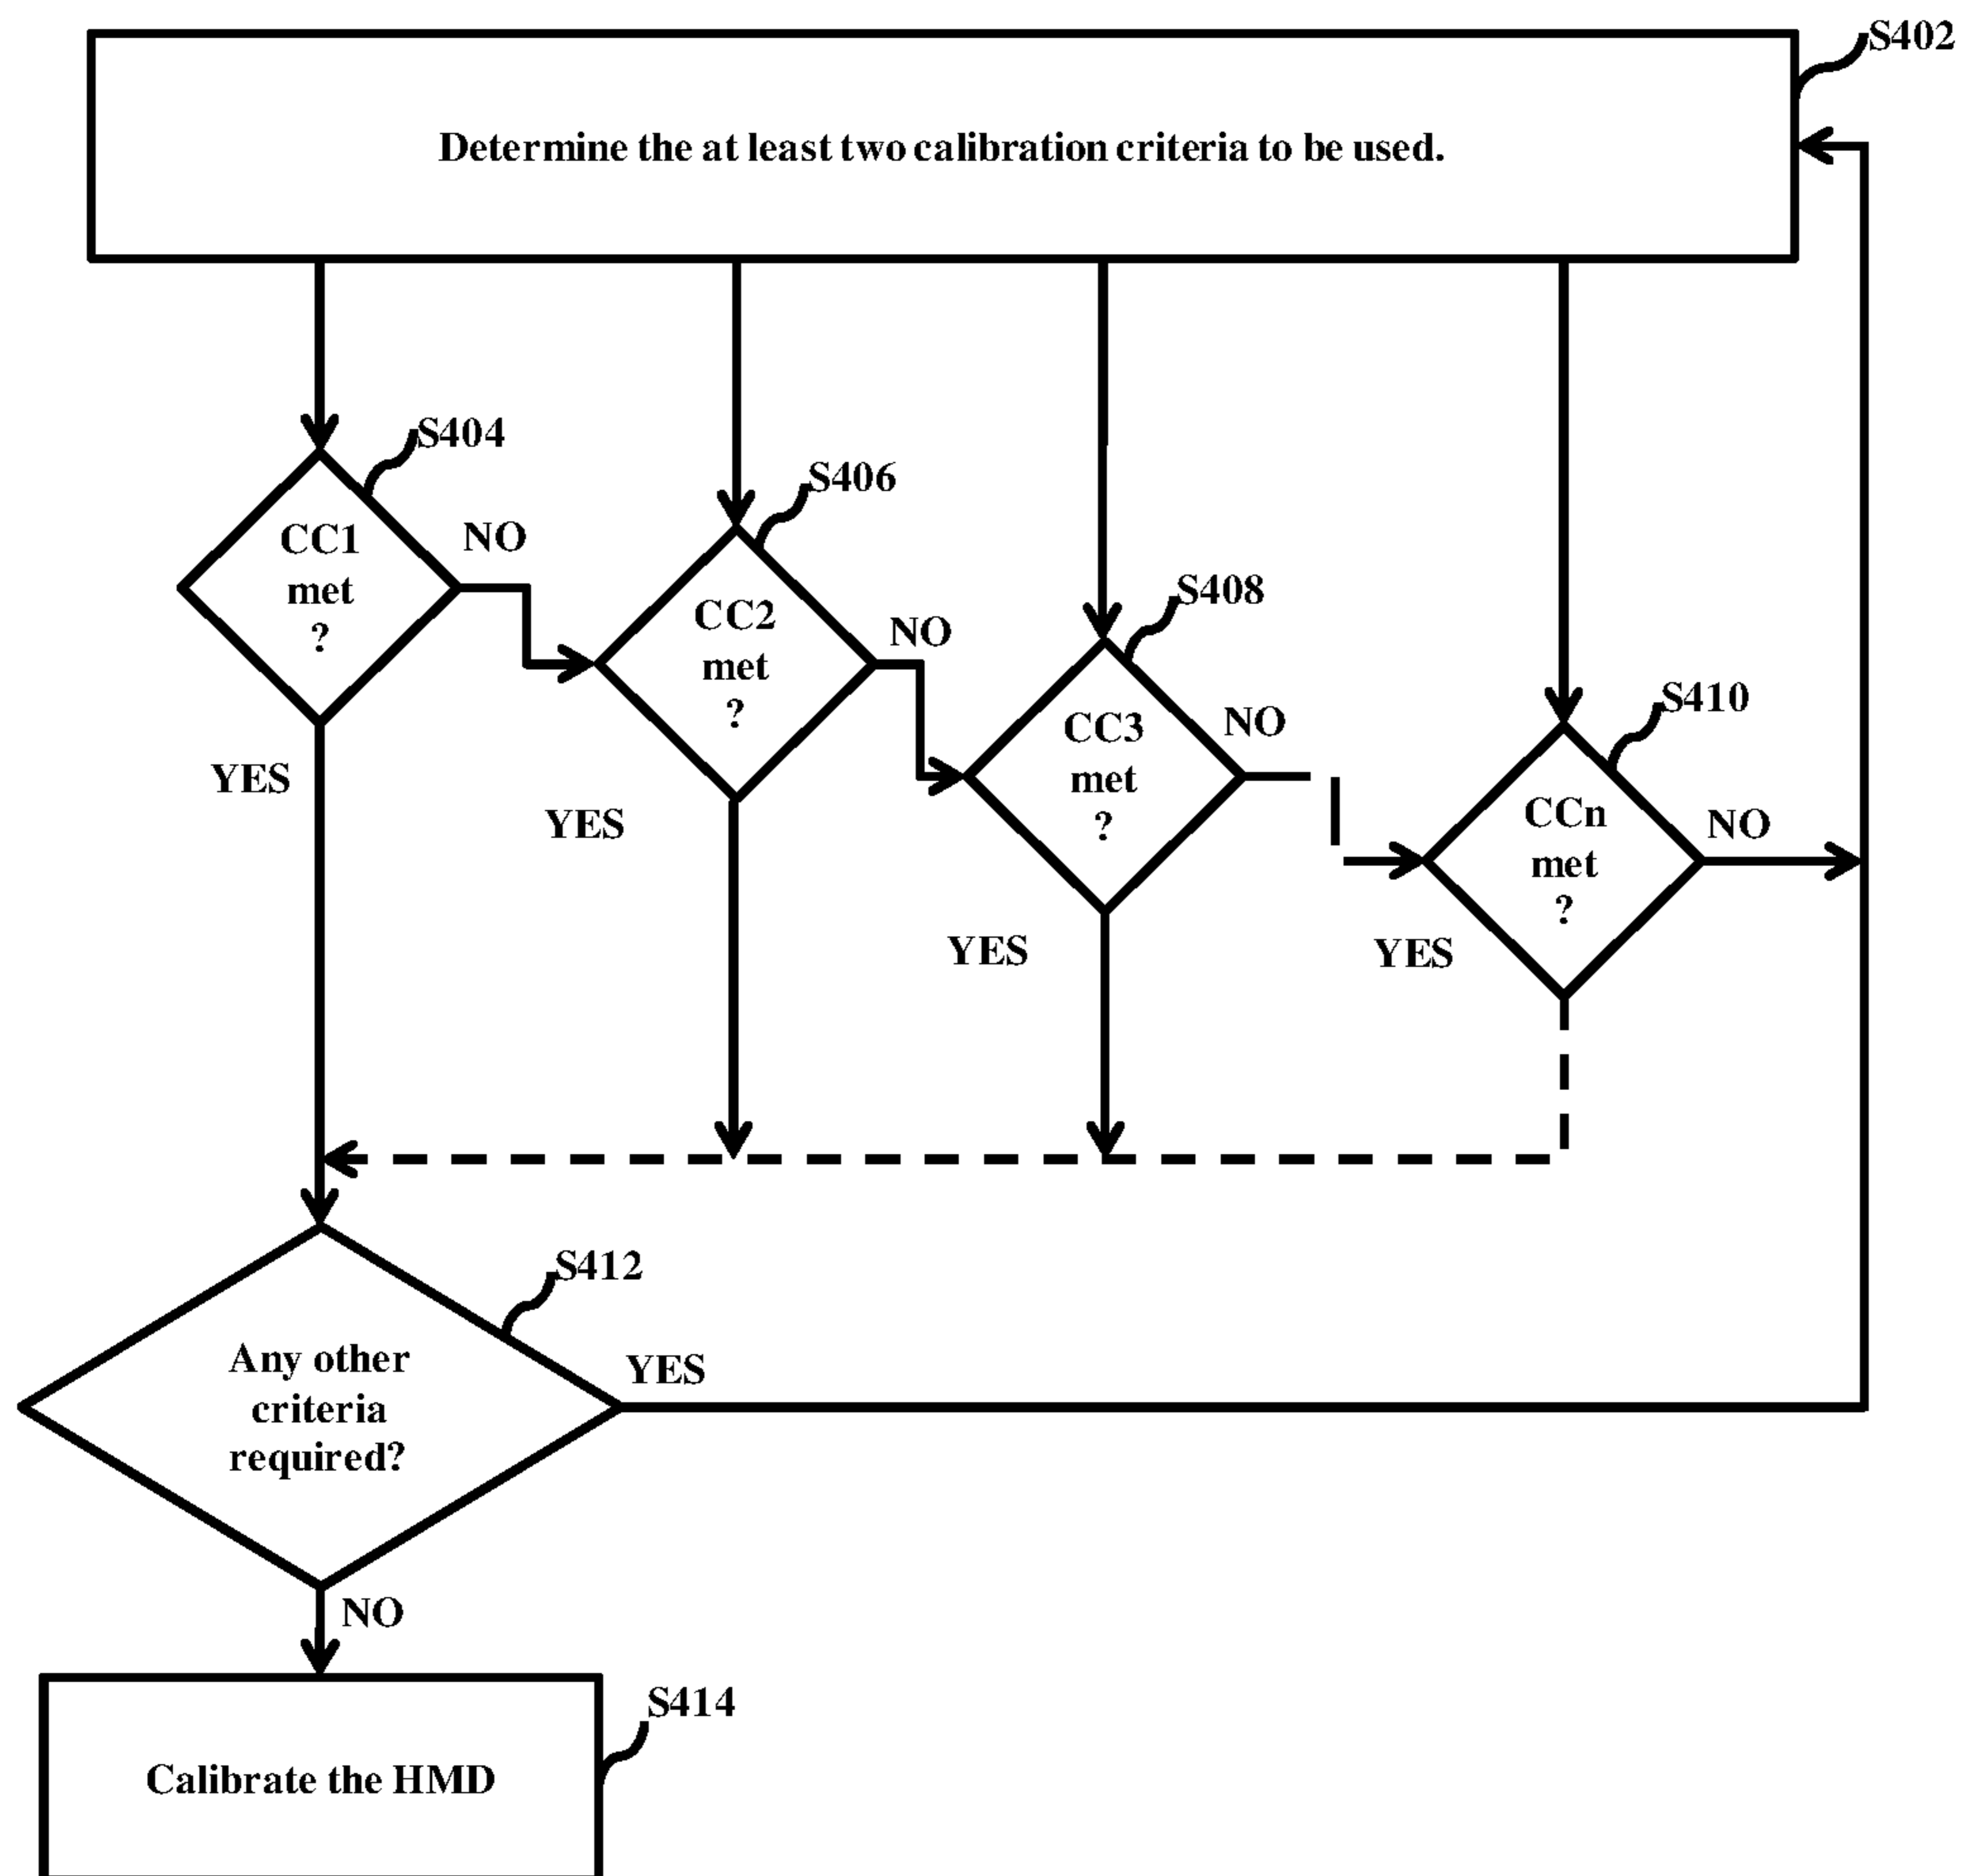 S402
Determine the at least two calibration criteria to be used.
S404
CC1
met
?
NO
YES
S406
CC2
met
?
NO
YES
S408
CC3
met
?
NO
YES
S410
CCn
met
?
NO
YES
S412
Any other
criteria
required?
YES
NO
S414
Calibrate the HMD